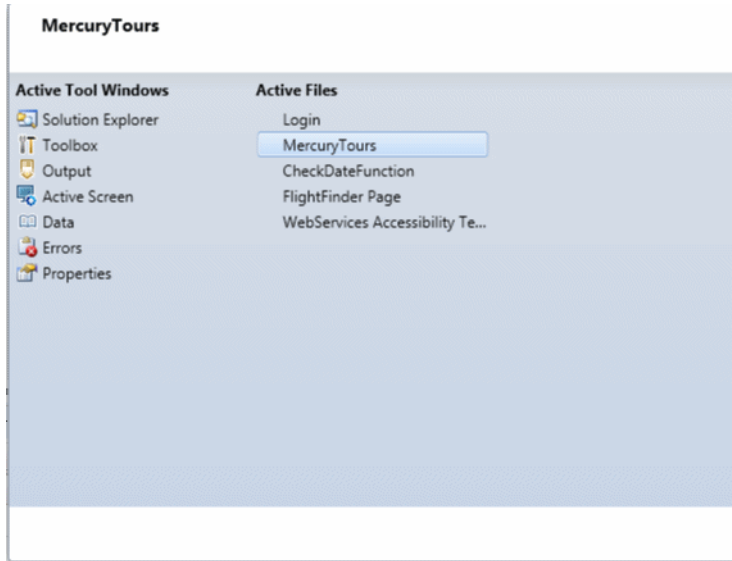 MercuryTours
Active Tool Windows
Solution Explorer
Toolbox
Output
Active Screen
Data
Errors
Properties
Active Files
Login
MercuryTours
CheckDateFunction
FlightFinder Page
WebServices Accessibility Te...